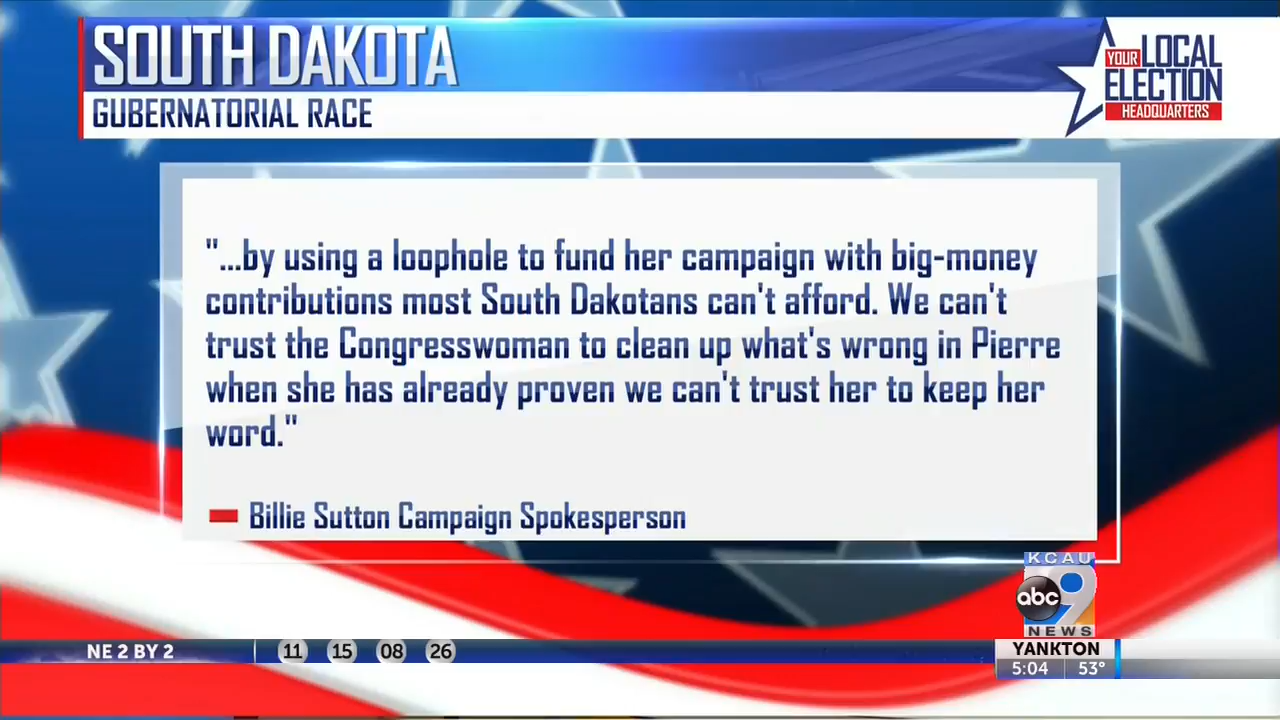 SOUTH DAKOTA
GUBERNATORIAL RACE
YOUR LOCAL
ELECTION
HEADQUARTERS
"...by using a loophole to fund her campaign with big-money
contributions most South Dakotans can't afford. We can't
trust the Congresswoman to clean up what's wrong in Pierre
when she has already proven we can't trust her to keep her
word."
Billie Sutton Campaign Spokesperson
KCAU
abc 9
NEWS
NE 2 BY 2 11 15 08 26
YANKTON
5:04 53°